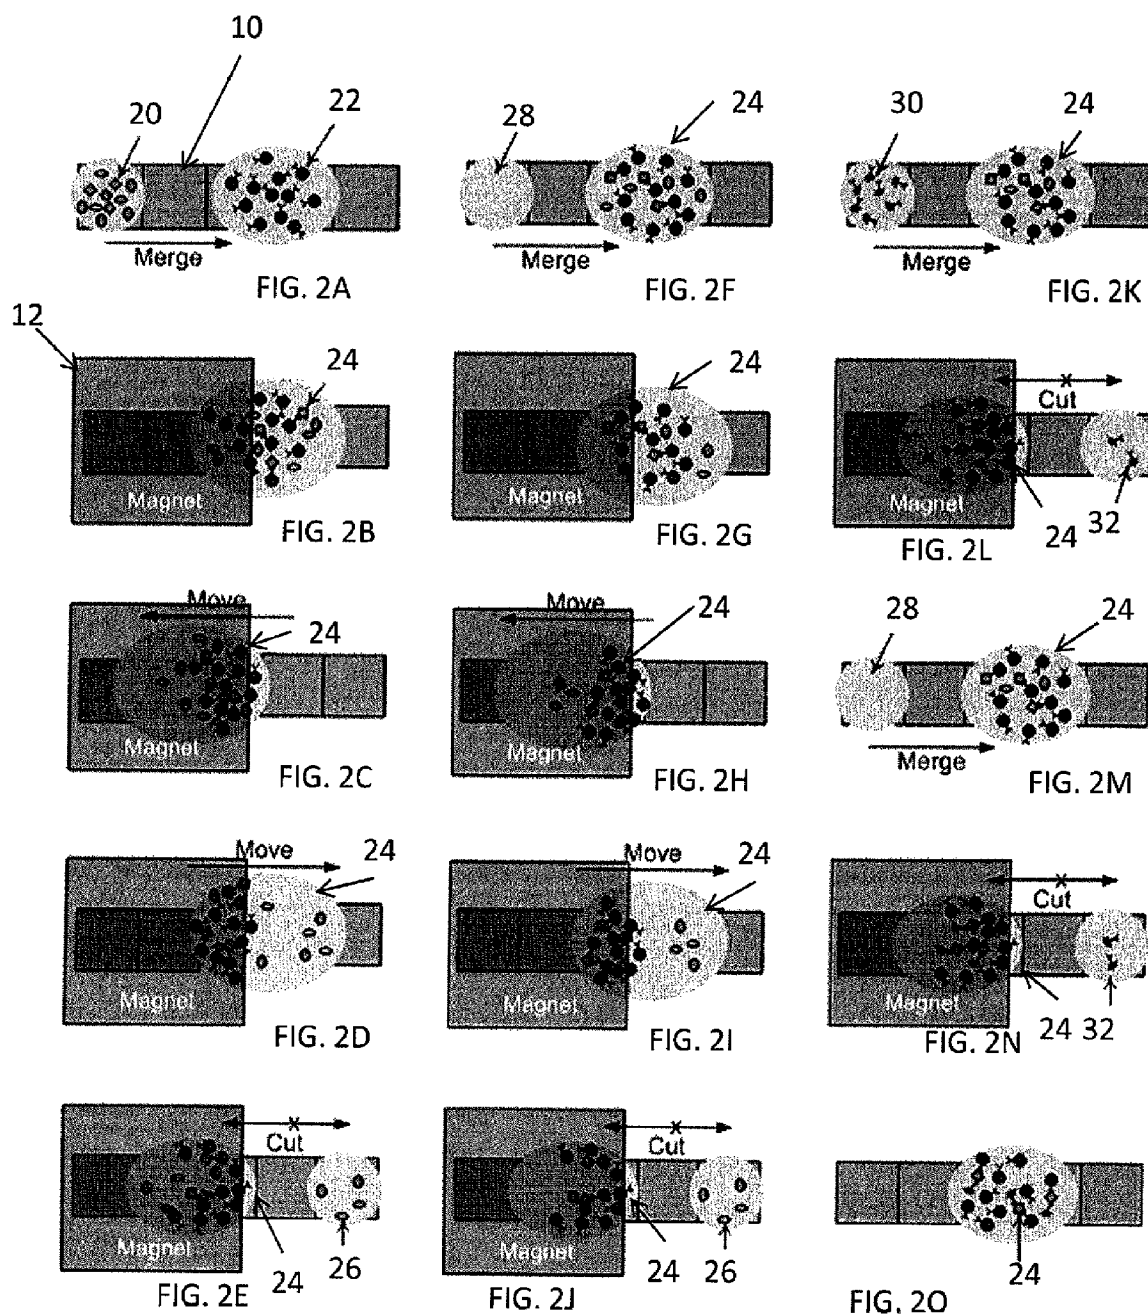 10
20
22
Merge
FIG. 2A
28
24
Merge
FIG. 2F
30
24
Merge
FIG. 2K
12
24
Magnet
FIG. 2B
24
Magnet
FIG. 2G
Cut
Magnet
24
32
FIG. 2L
Move
24
Magnet
FIG. 2C
Move
24
Magnet
FIG. 2H
28
24
Merge
FIG. 2M
Move
24
Magnet
FIG. 2D
Move
24
Magnet
FIG. 2I
Cut
Magnet
24
32
FIG. 2N
Cut
Magnet
24
26
FIG. 2E
Cut
Magnet
24
26
FIG. 2J
24
FIG. 2O